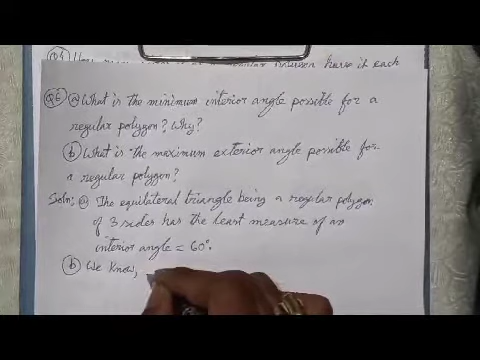 each
Q6) (a) What is the minimum interior angle possible for a
regular polygon? Why?
(b) What is the maximum exterior angle possible for
a regular polygon?
Soln: (a) The equilateral triangle being a regular polygon
of 3 sides has the least measure of an
interior angle = 60°.
(b) We know,